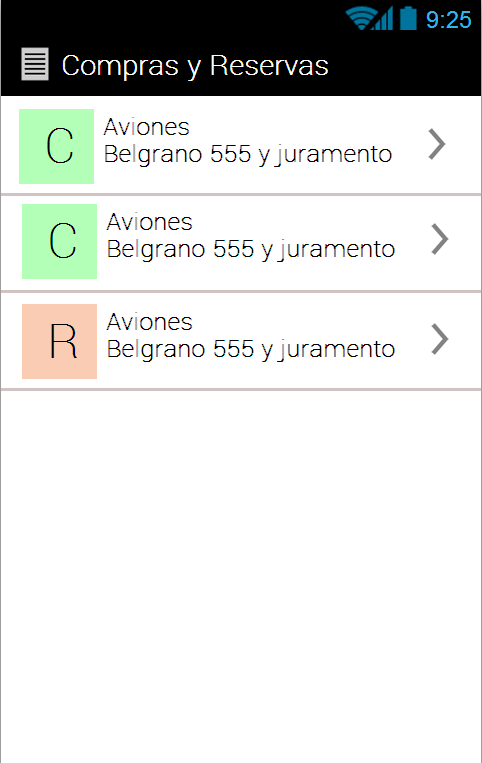 9:25
Compras y Reservas
C
Aviones
Belgrano 555 y juramento
C
Aviones
Belgrano 555 y juramento
R
Aviones
Belgrano 555 y juramento